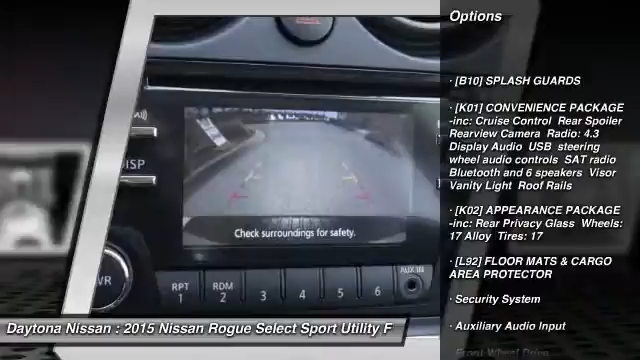 Options
· [B10] SPLASH GUARDS
· [K01] CONVENIENCE PACKAGE
-inc: Cruise Control  Rear Spoiler
Rearview Camera  Radio: 4.3
Display Audio  USB  steering
wheel audio controls  SAT radio
Bluetooth and 6 speakers  Visor
Vanity Light  Roof Rails
· [K02] APPEARANCE PACKAGE
-inc: Rear Privacy Glass  Wheels:
17 Alloy  Tires: 17
· [L92] FLOOR MATS & CARGO
AREA PROTECTOR
· Security System
· Auxiliary Audio Input
· Front Wheel Drive
DISP
Check surroundings for safety.
RPT RDM AUX IN
1 2 3 4 5 6
VR
Daytona Nissan : 2015 Nissan Rogue Select Sport Utility F